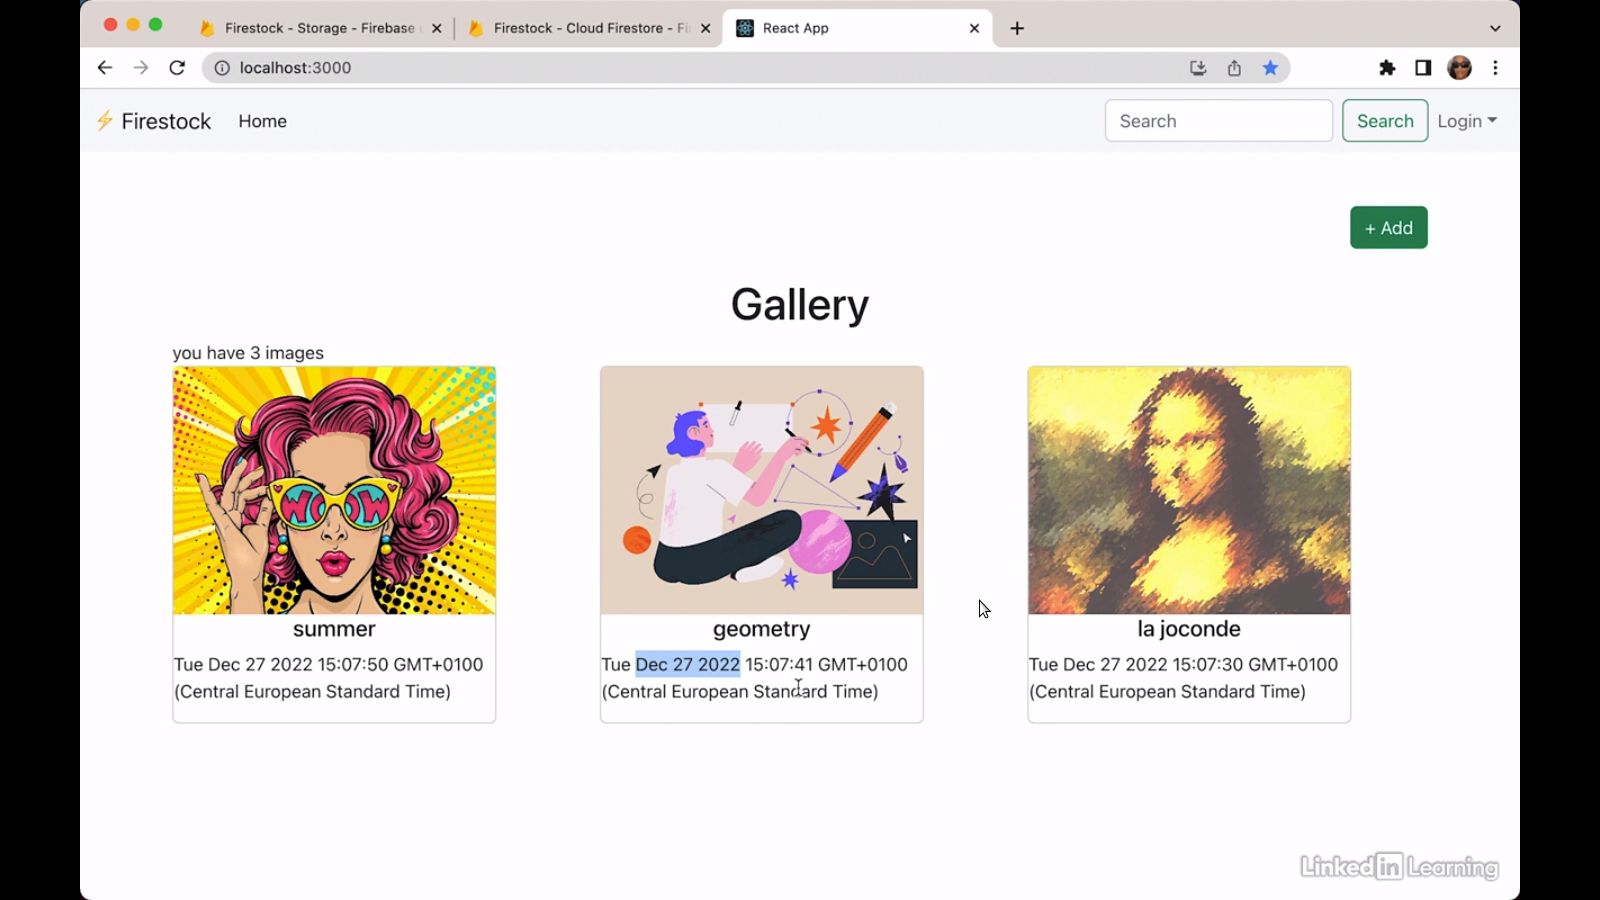 Firestock - Storage - Firebase
Firestock - Cloud Firestore - Fi
React App
localhost:3000
Firestock
Home
Search
Search
Login
+ Add
Gallery
you have 3 images
WOW
summer
Tue Dec 27 2022 15:07:50 GMT+0100
(Central European Standard Time)
geometry
Tue Dec 27 2022 15:07:41 GMT+0100
(Central European Standard Time)
la joconde
Tue Dec 27 2022 15:07:30 GMT+0100
(Central European Standard Time)
LinkedIn Learning